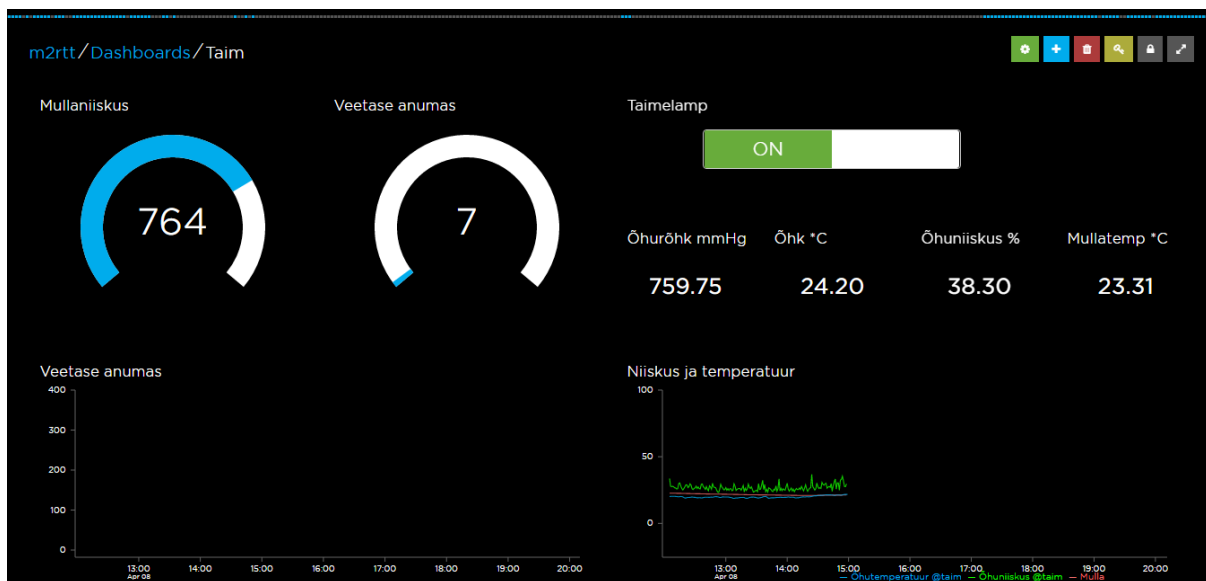 m2rtt/Dashboards/Taim
Mullaniiskus
764
Veetase anumas
7
Taimelamp
ON
Õhurõhk mmHg
759.75
Õhk *C
24.20
Õhuniiskus %
38.30
Mullatemp *C
23.31
Veetase anumas
400
300
200
100
0
13:00 14:00 15:00 16:00 17:00 18:00 19:00 20:00
Apr 08
Niiskus ja temperatuur
100
50
0
13:00 14:00 15:00 16:00 17:00 18:00 19:00 20:00
Apr 08
— Õhutemperatuur @taim — Õhuniiskus @taim — Mulla